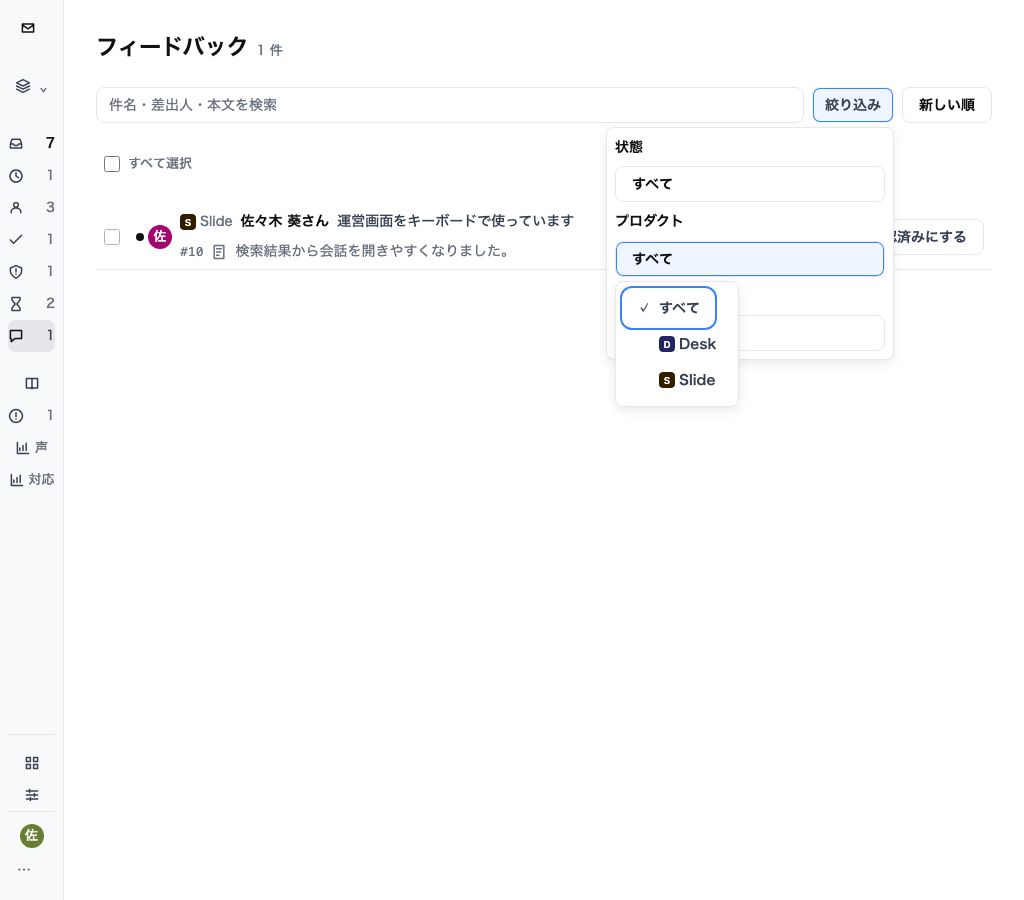 フィードバック 1 件
件名・差出人・本文を検索
絞り込み
新しい順
7
1
3
1
1
2
1
1
声
対応
佐
…
すべて選択
佐
S Slide 佐々木 葵さん 運営画面をキーボードで使っています
#10 検索結果から会話を開きやすくなりました。
済みにする
状態
すべて
プロダクト
すべて
✓ すべて
D Desk
S Slide